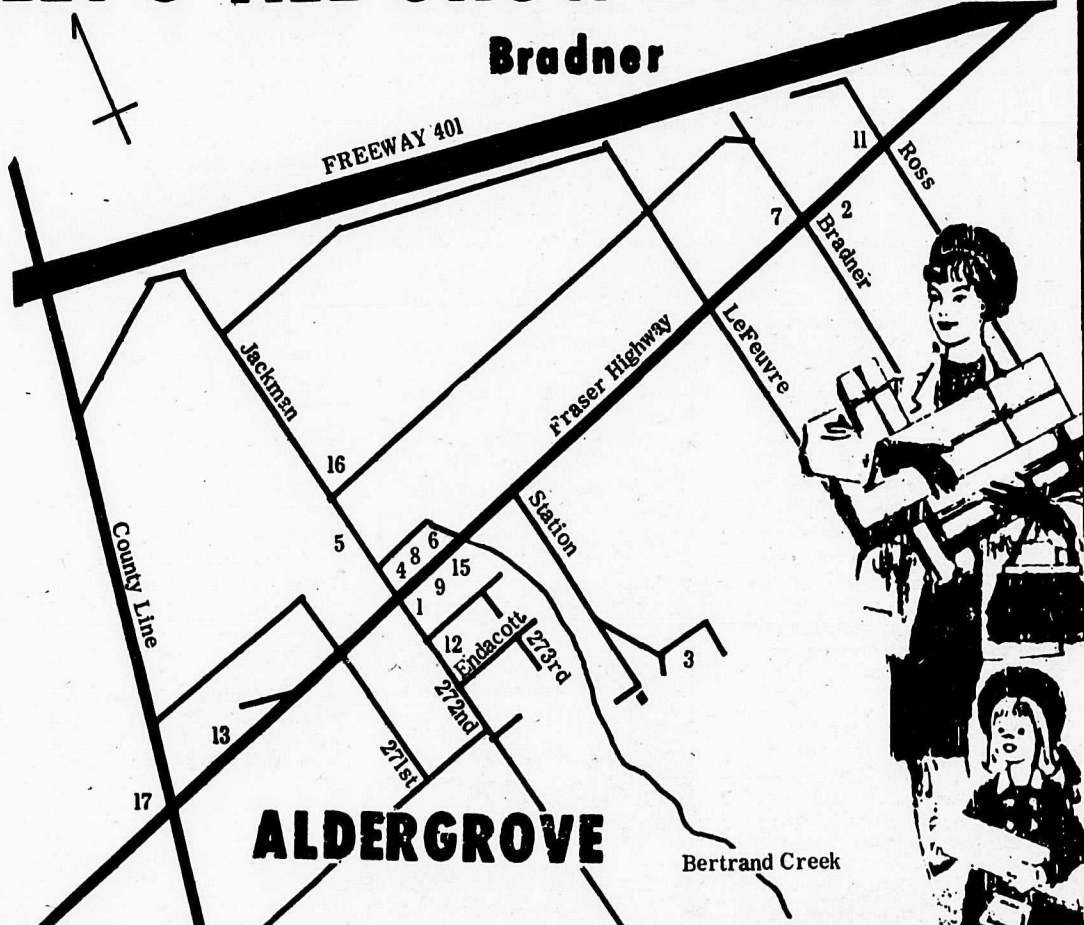 Bradner
FREEWAY 401
11
Ross
7
2
Bradner
LeFeuvre
Jackman
Fraser Highway
16
Station
5
6
8
4
15
9
1
County Line
12
Endacott
273rd
3
272nd
13
271st
17
ALDERGROVE
Bertrand Creek